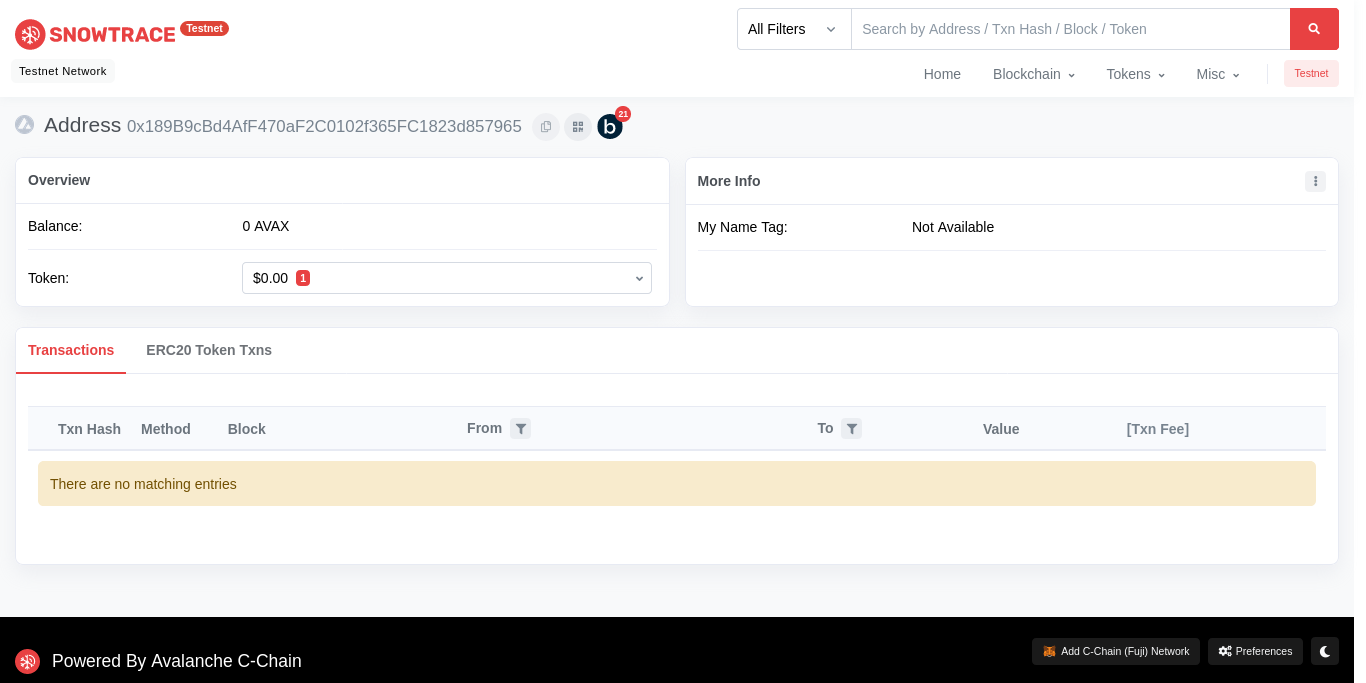 SNOWTRACE Testnet
Testnet Network
All Filters Search by Address / Txn Hash / Block / Token
Home Blockchain Tokens Misc Testnet
Address 0x189B9cBd4AfF470aF2C0102f365FC1823d857965 b 21
Overview
Balance: 0 AVAX
Token: $0.00 1
More Info
My Name Tag: Not Available
Transactions ERC20 Token Txns
Txn Hash Method Block From To Value [Txn Fee]
There are no matching entries
Powered By Avalanche C-Chain
Add C-Chain (Fuji) Network Preferences